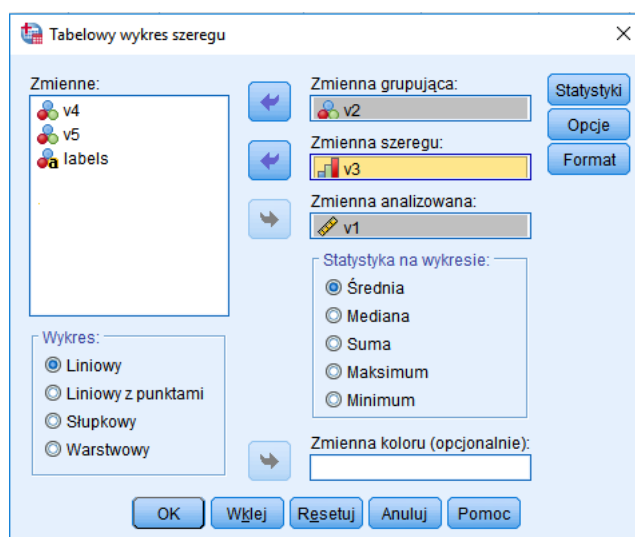 Tabelowy wykres szeregu
Zmienne:
v4
v5
labels
Zmienna grupująca:
v2
Zmienna szeregu:
v3
Zmienna analizowana:
v1
Statystyka na wykresie:
Średnia
Mediana
Suma
Maksimum
Minimum
Wykres:
Liniowy
Liniowy z punktami
Słupkowy
Warstwowy
Zmienna koloru (opcjonalnie):
Statystyki
Opcje
Format
OK Wklej Resetuj Anuluj Pomoc